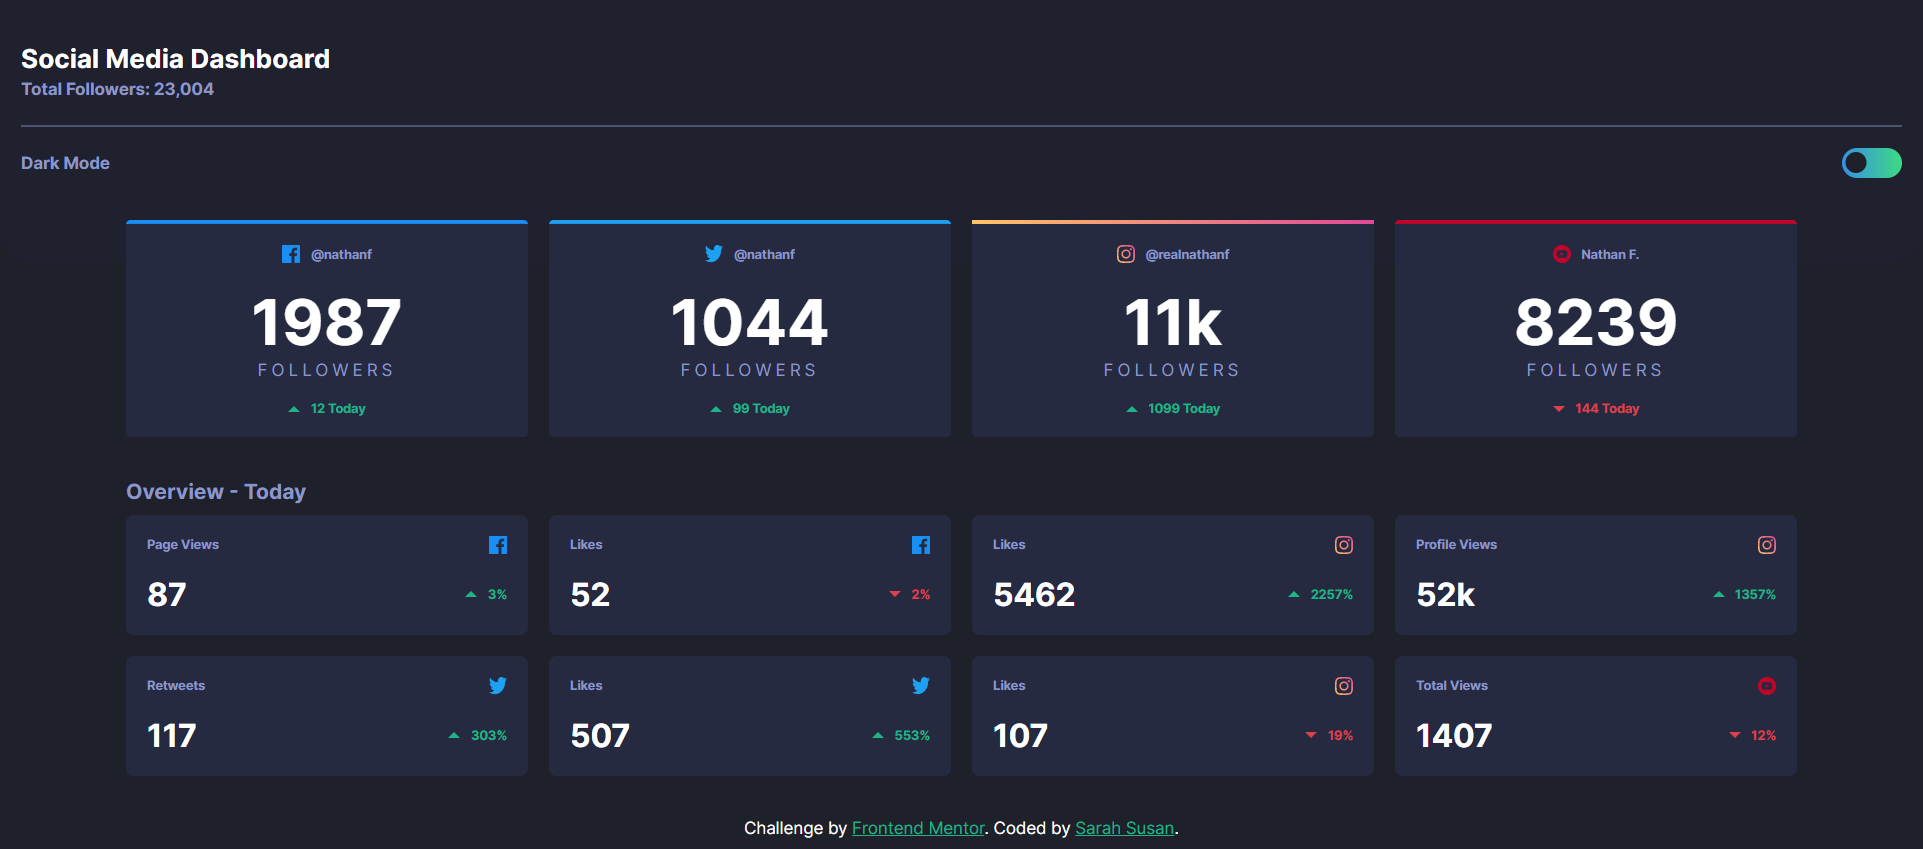 Social Media Dashboard
Total Followers: 23,004
Dark Mode
@nathanf
1987
FOLLOWERS
12 Today
@nathanf
1044
FOLLOWERS
99 Today
@realnathanf
11k
FOLLOWERS
1099 Today
Nathan F.
8239
FOLLOWERS
144 Today
Overview - Today
Page Views
87
3%
Likes
52
2%
Likes
5462
2257%
Profile Views
52k
1357%
Retweets
117
303%
Likes
507
553%
Likes
107
19%
Total Views
1407
12%
Challenge by Frontend Mentor. Coded by Sarah Susan.